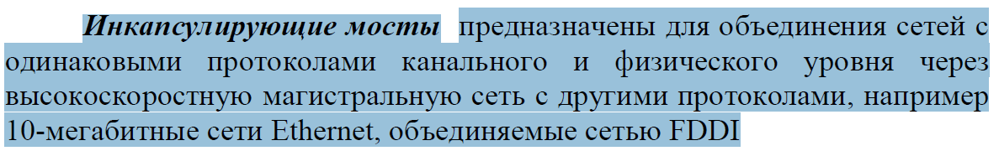 Инкапсулирующие мосты предназначены для объединения сетей с
одинаковыми протоколами канального и физического уровня через
высокоскоростную магистральную сеть с другими протоколами, например
10-мегабитные сети Ethernet, объединяемые сетью FDDI